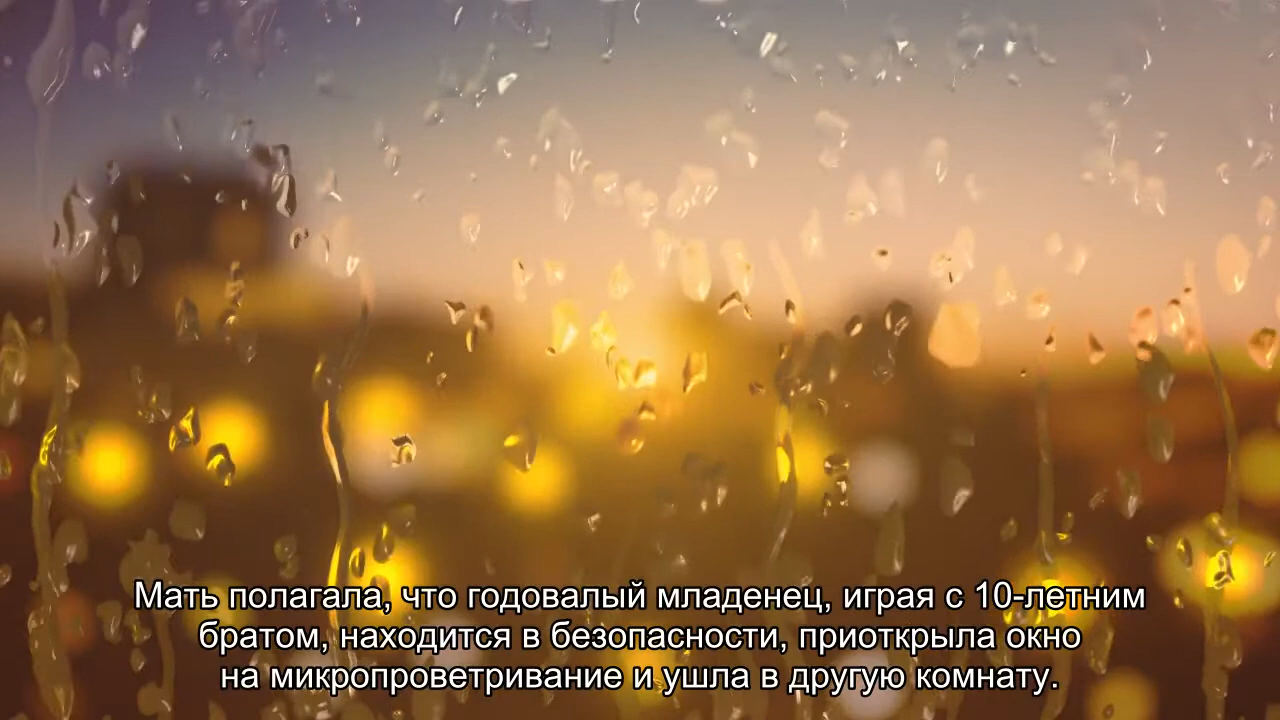 Мать полагала, что годовалый младенец, играя с 10-летним
братом, находится в безопасности, приоткрыла окно
на микропроветривание и ушла в другую комнату.